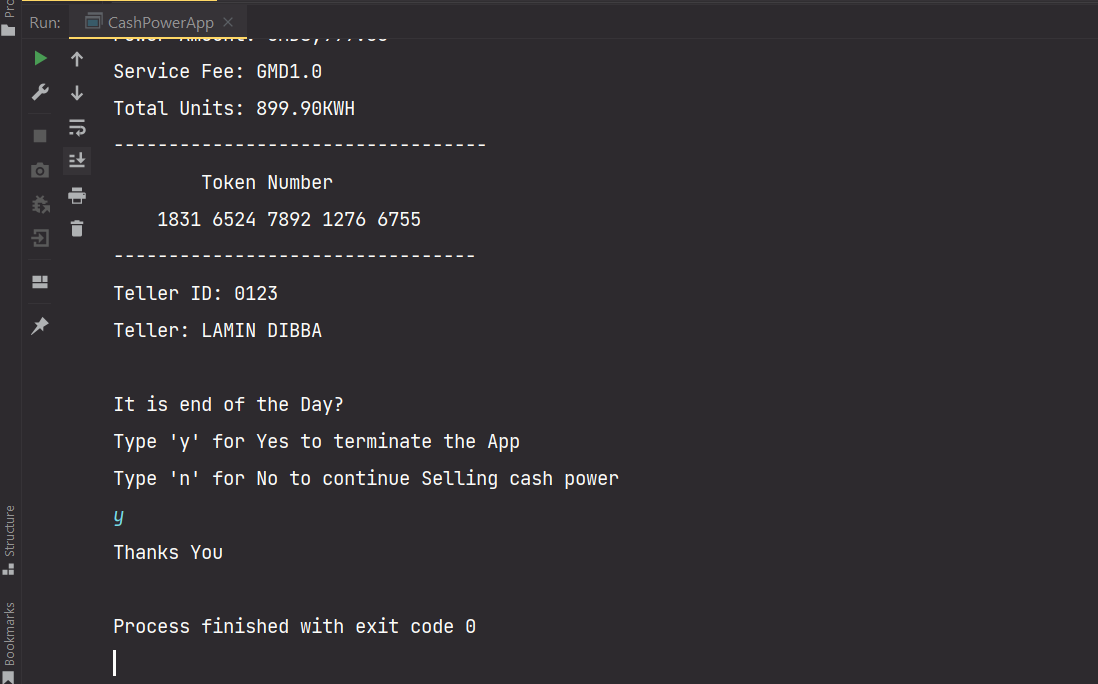 Run: CashPowerApp
Service Fee: GMD1.0
Total Units: 899.90KWH
----------------------------------
Token Number
1831 6524 7892 1276 6755
---------------------------------
Teller ID: 0123
Teller: LAMIN DIBBA
It is end of the Day?
Type 'y' for Yes to terminate the App
Type 'n' for No to continue Selling cash power
y
Thanks You
Process finished with exit code 0
Structure
Bookmarks